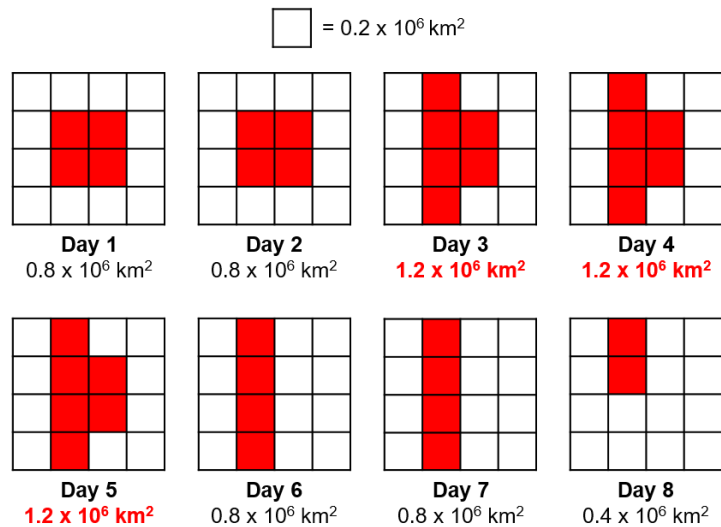 = 0.2 x 10⁶ km²
Day 1
0.8 x 10⁶ km²
Day 2
0.8 x 10⁶ km²
Day 3
1.2 x 10⁶ km²
Day 4
1.2 x 10⁶ km²
Day 5
1.2 x 10⁶ km²
Day 6
0.8 x 10⁶ km²
Day 7
0.8 x 10⁶ km²
Day 8
0.4 x 10⁶ km²